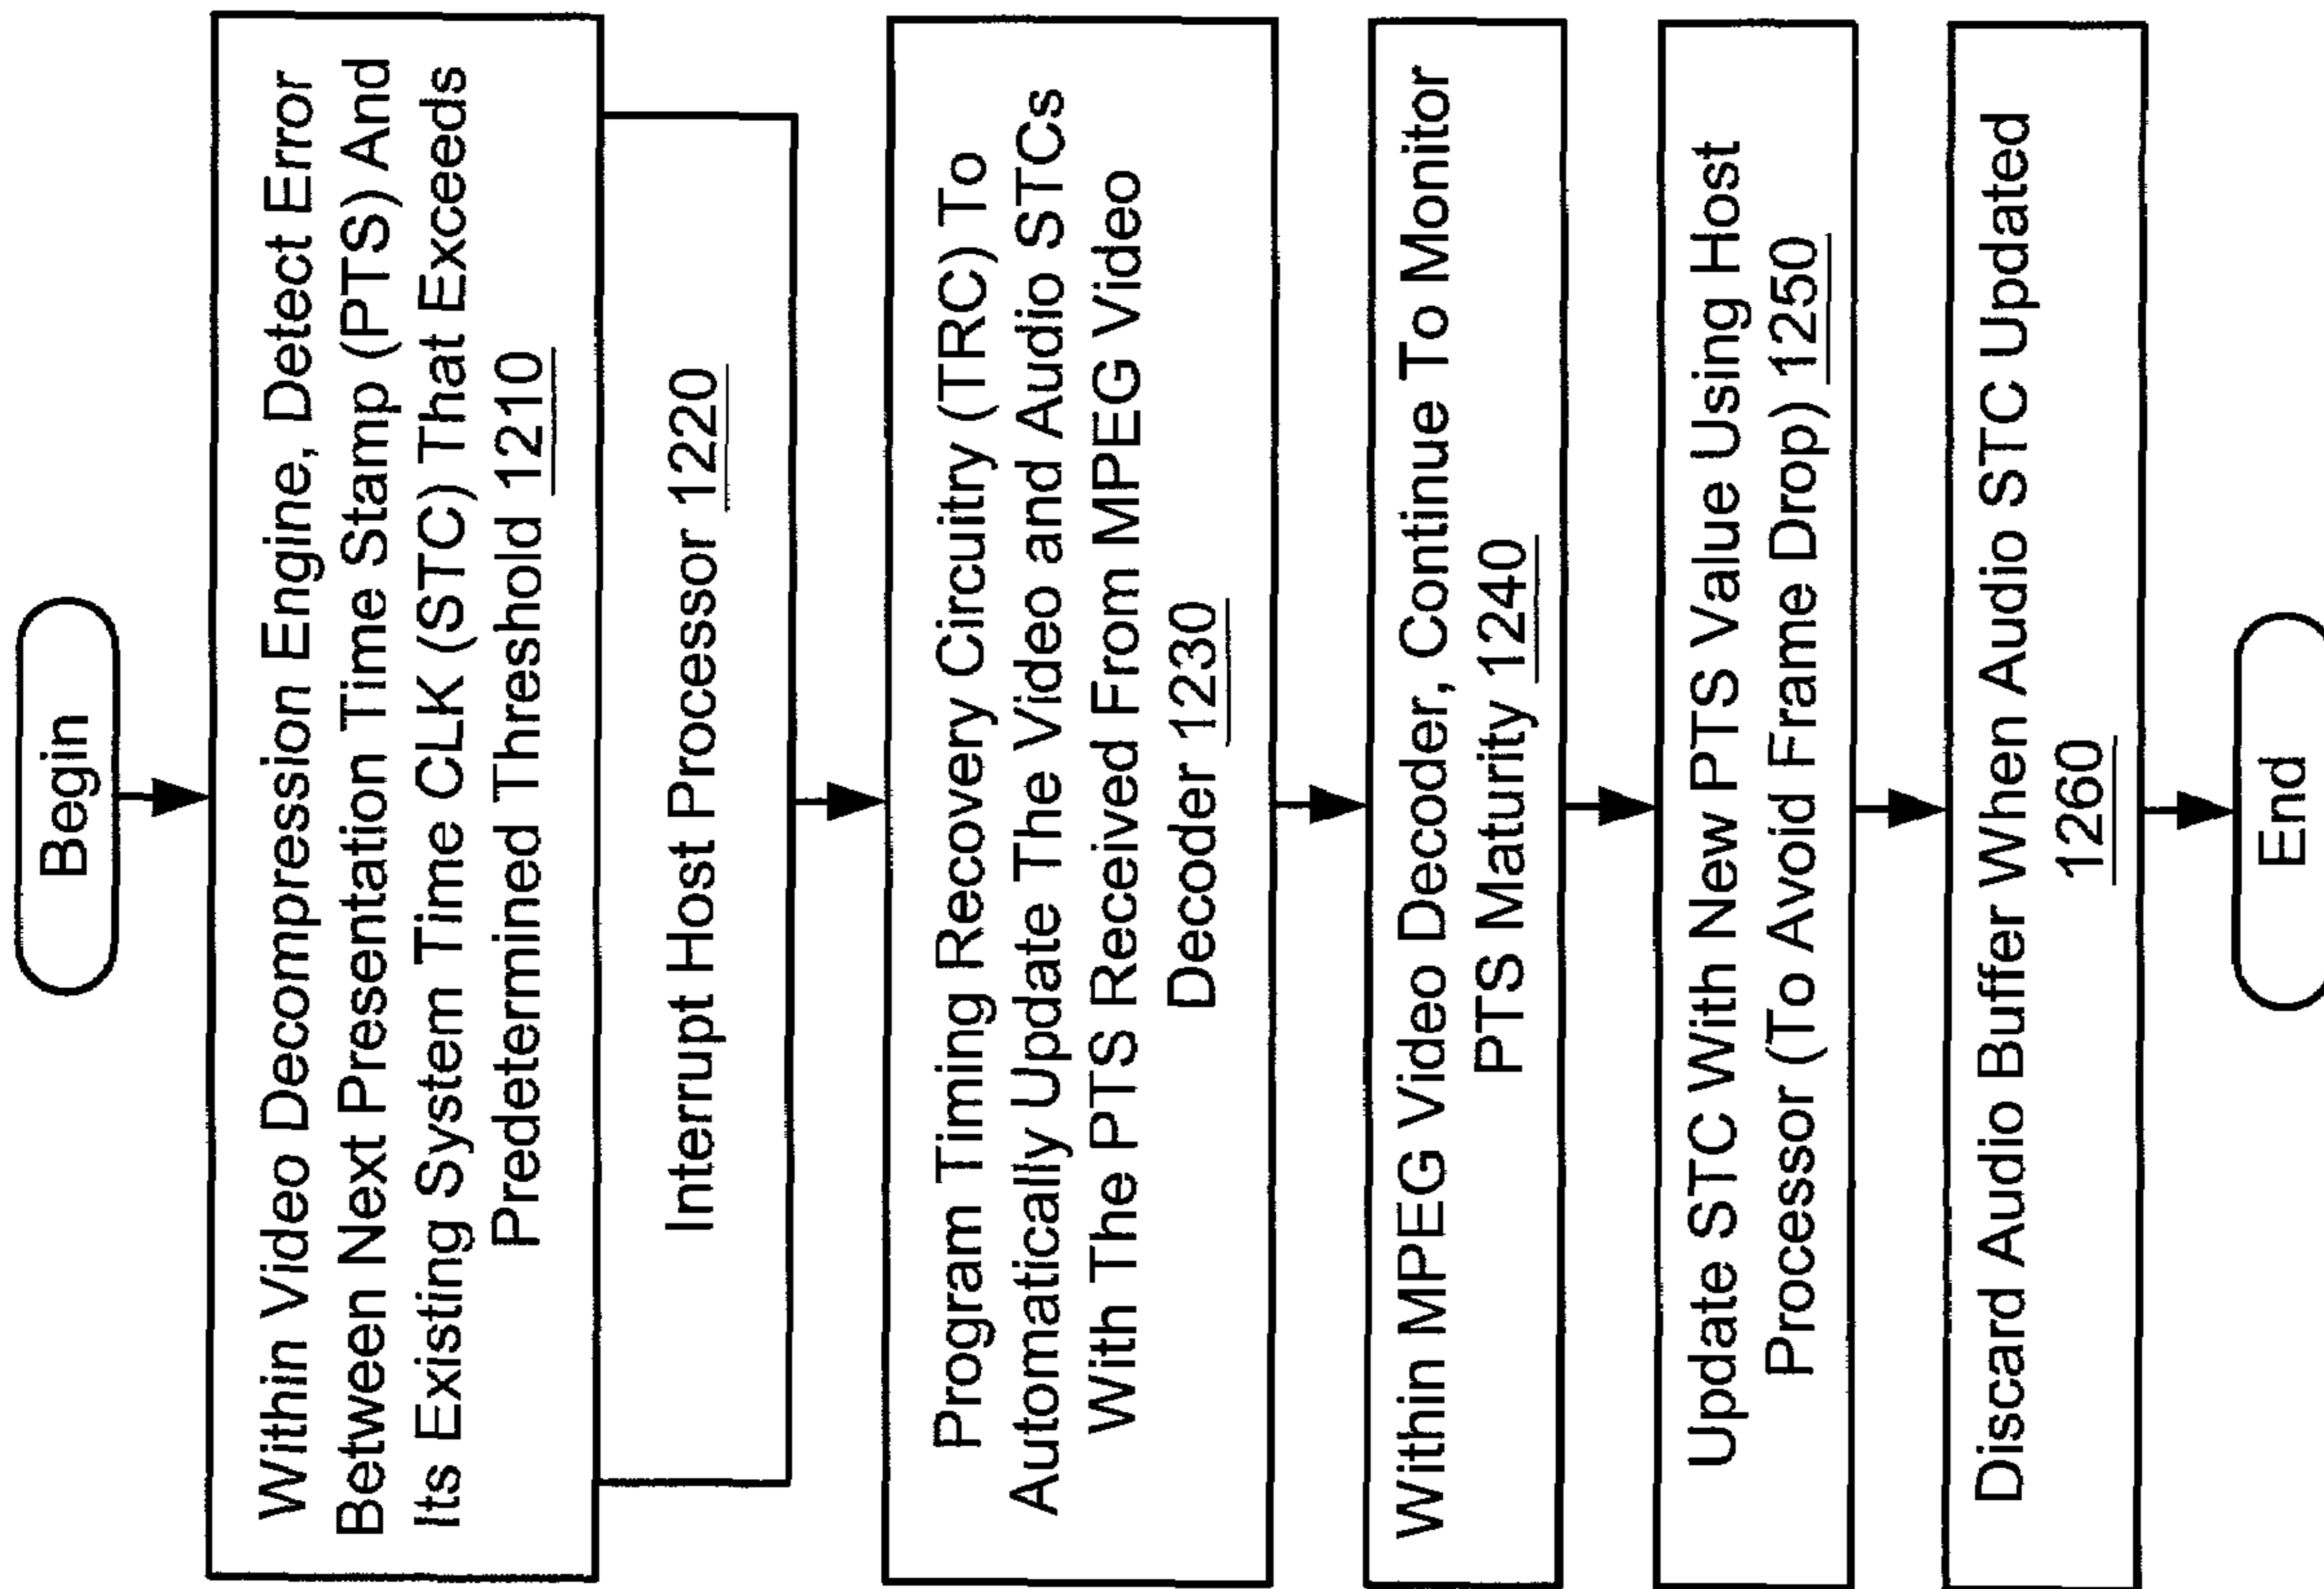 Begin
Within Video Decompression Engine, Detect Error
Between Next Presentation Time Stamp (PTS) And
Its Existing System Time CLK (STC) That Exceeds
Predetermined Threshold 1210
Interrupt Host Processor 1220
Program Timing Recovery Circuitry (TRC) To
Automatically Update The Video and Audio STCs
With The PTS Received From MPEG Video
Decoder 1230
Within MPEG Video Decoder, Continue To Monitor
PTS Maturity 1240
Update STC With New PTS Value Using Host
Processor (To Avoid Frame Drop) 1250
Discard Audio Buffer When Audio STC Updated
1260
End